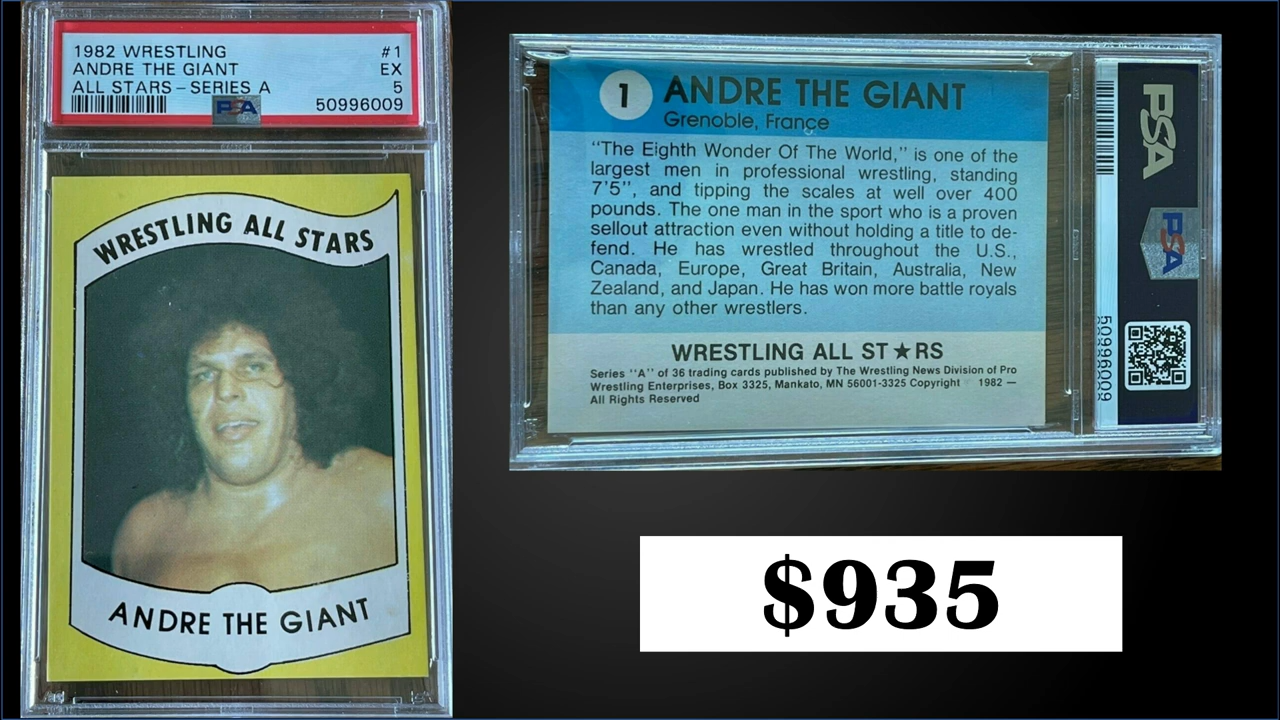 1982 WRESTLING #1
ANDRE THE GIANT EX
ALL STARS – SERIES A 5
PSA 50996009
WRESTLING ALL STARS
ANDRE THE GIANT
1 ANDRE THE GIANT
Grenoble, France
"The Eighth Wonder Of The World," is one of the
largest men in professional wrestling, standing
7'5", and tipping the scales at well over 400
pounds. The one man in the sport who is a proven
sellout attraction even without holding a title to de-
fend. He has wrestled throughout the U.S.,
Canada, Europe, Great Britain, Australia, New
Zealand, and Japan. He has won more battle royals
than any other wrestlers.
WRESTLING ALL ST★RS
Series "A" of 36 trading cards published by The Wrestling News Division of Pro
Wrestling Enterprises, Box 3325, Mankato, MN 56001-3325 Copyright 1982 —
All Rights Reserved
PSA
PSA
50996009
$935